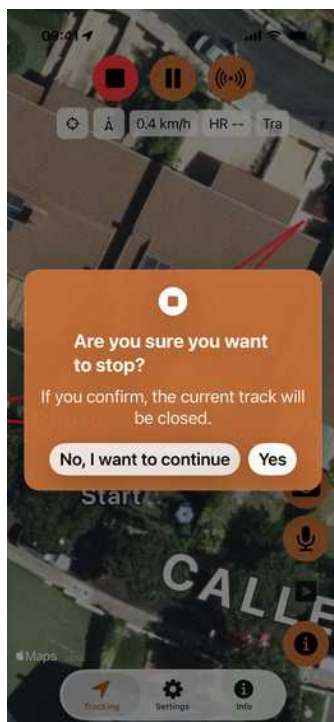 09:41
0.4 km/h HR -- Tra
Are you sure you want
to stop?
If you confirm, the current track will
be closed.
No, I want to continue Yes
Start
CALLE
Maps
Tracking Settings Info